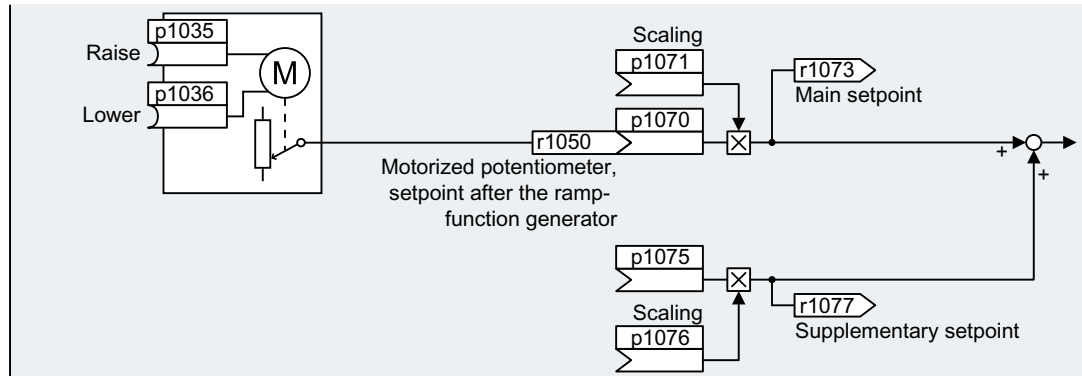 p1035
Raise
p1036
Lower
M
Scaling
p1071
r1073
Main setpoint
p1070
r1050
Motorized potentiometer,
setpoint after the ramp-
function generator
+
+
p1075
Scaling
p1076
r1077
Supplementary setpoint